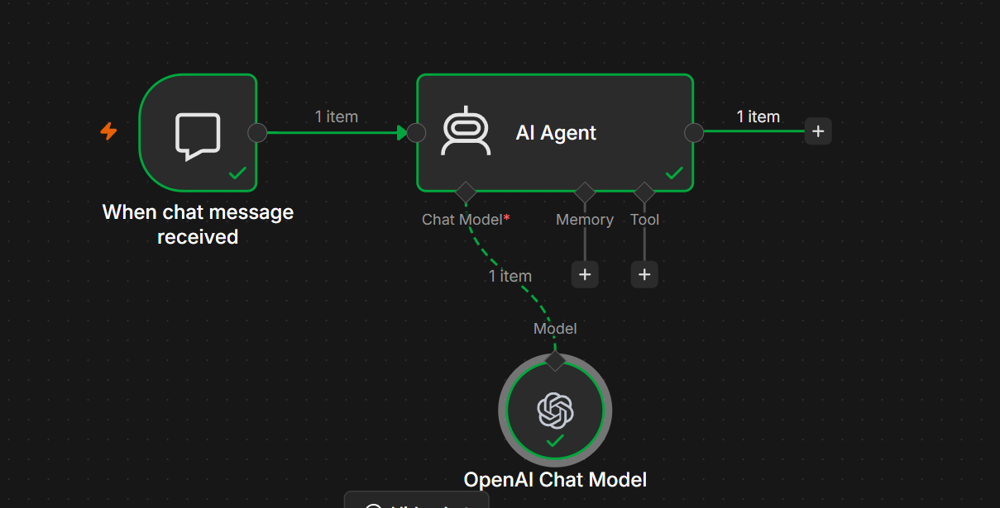 1 item
1 item
AI Agent
When chat message
received
Chat Model*
Memory
Tool
1 item
Model
OpenAI Chat Model